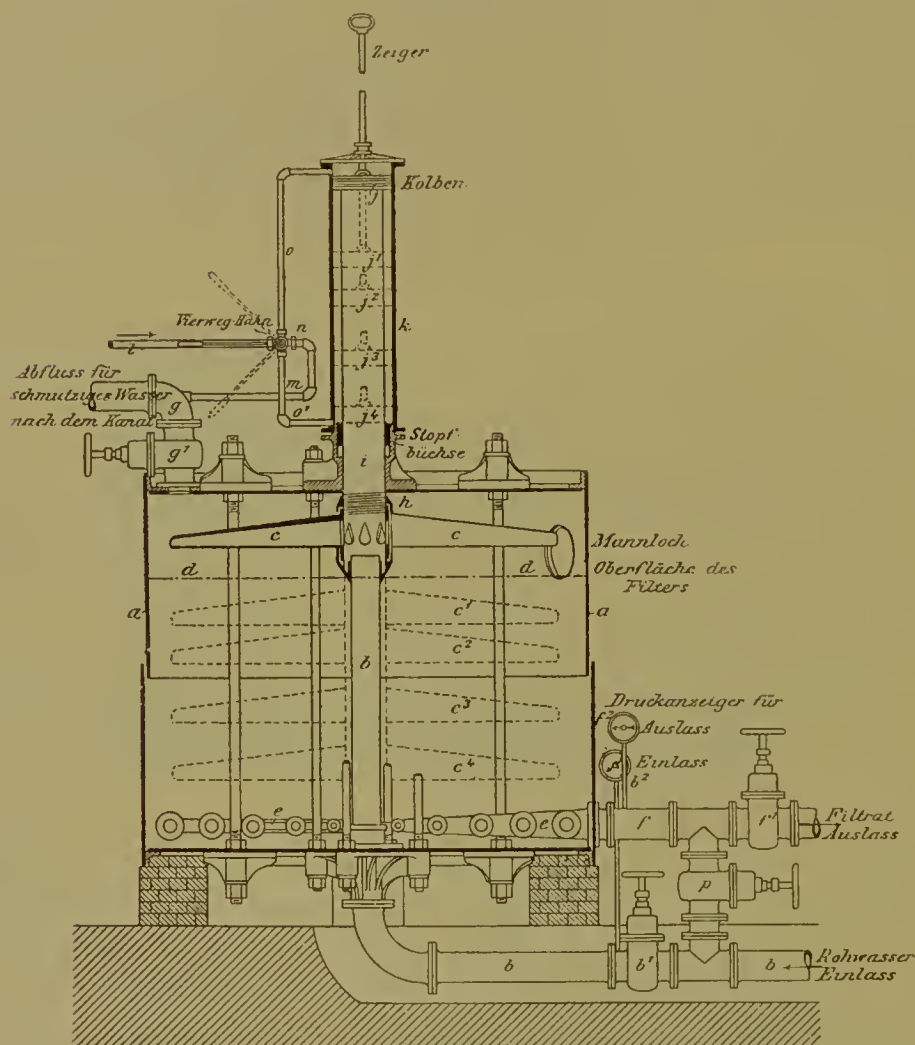 Zeiger
Kolben.
j
j¹
j²
j³
j⁴
k
o
Vierweg-Hahn
n
l
m
o¹
Abfluss für
schmutziges Wasser
nach dem Kanal
g
g¹
Stopf-
büchse
i
h
c
c
Mannloch
d
d
Oberfläche des
Filters
a
a
c¹
c²
b
c³
c⁴
Druckanzeiger für
f²
Auslass
Einlass
b²
e
e
f
f¹
Filtrat
Auslass
p
b
b¹
b
Rohwasser
Einlass